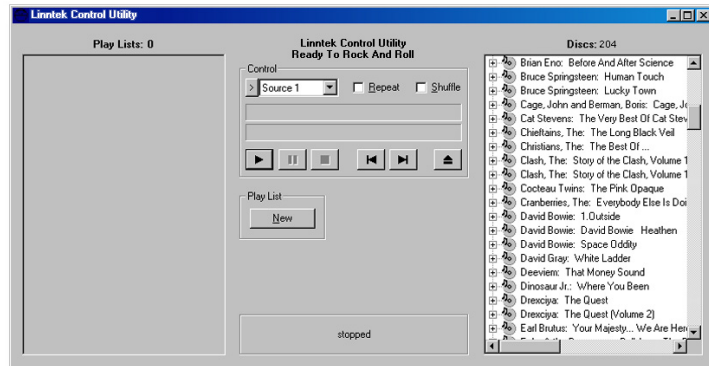 Linntek Control Utility
Play Lists: 0
Linntek Control Utility
Ready To Rock And Roll
Control
Source 1
Repeat
Shuffle
Play List
New
stopped
Discs: 204
Brian Eno: Before And After Science
Bruce Springsteen: Human Touch
Bruce Springsteen: Lucky Town
Cage, John and Berman, Boris: Cage, Jo
Cat Stevens: The Very Best Of Cat Stev
Chieftains, The: The Long Black Veil
Christians, The: The Best Of ...
Clash, The: Story of the Clash, Volume 1
Clash, The: Story of the Clash, Volume 1
Cocteau Twins: The Pink Opaque
Cranberries, The: Everybody Else Is Doi
David Bowie: 1.Outside
David Bowie: David Bowie Heathen
David Bowie: Space Oddity
David Gray: White Ladder
Deeviem: That Money Sound
Dinosaur Jr.: Where You Been
Drexciya: The Quest
Drexciya: The Quest (Volume 2)
Earl Brutus: Your Majesty... We Are Here